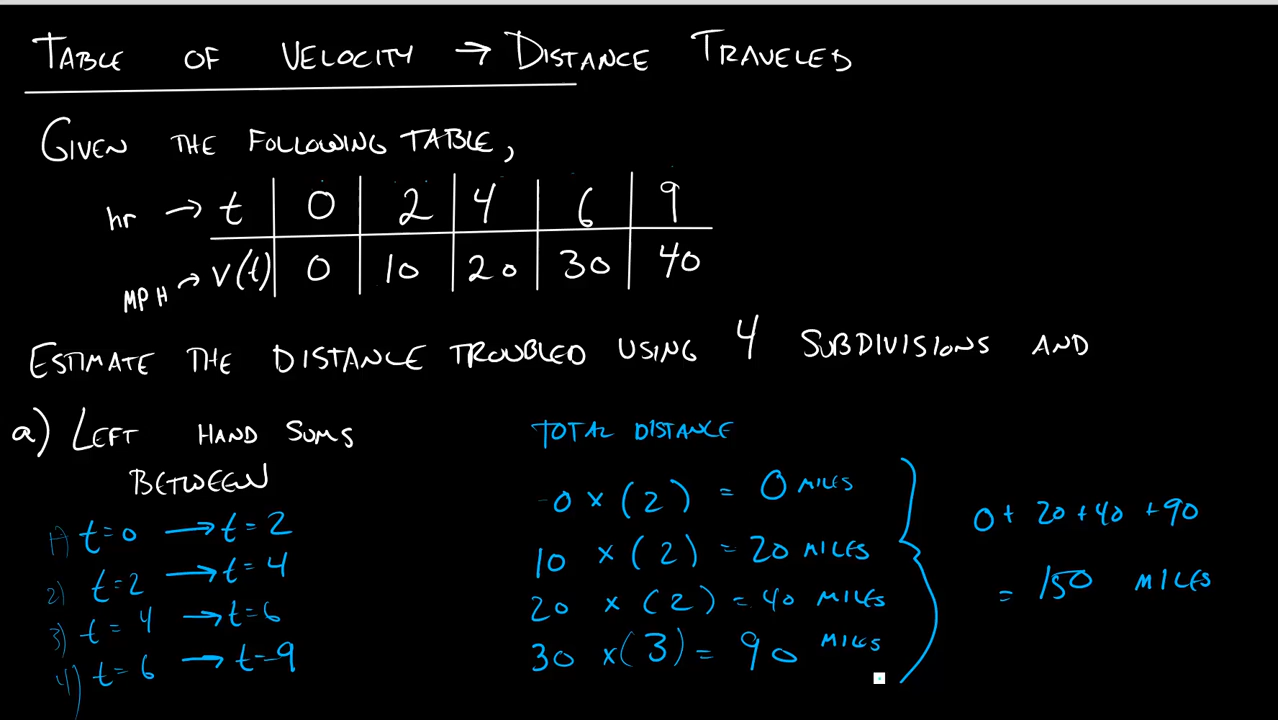 TABLE OF VELOCITY → DISTANCE TRAVELED
GIVEN THE FOLLOWING TABLE,
hr → t 0 2 4 6 9
MPH → v(t) 0 10 20 30 40
ESTIMATE THE DISTANCE TROUBLED USING 4 SUBDIVISIONS AND
a) LEFT HAND SUMS
BETWEEN
1) t=0 → t=2
2) t=2 → t=4
3) t=4 → t=6
4) t=6 → t=9
TOTAL DISTANCE
0 × (2) = 0 MILES
10 × (2) = 20 MILES
20 × (2) = 40 MILES
30 × (3) = 90 MILES
0 + 20 + 40 + 90
= 150 MILES